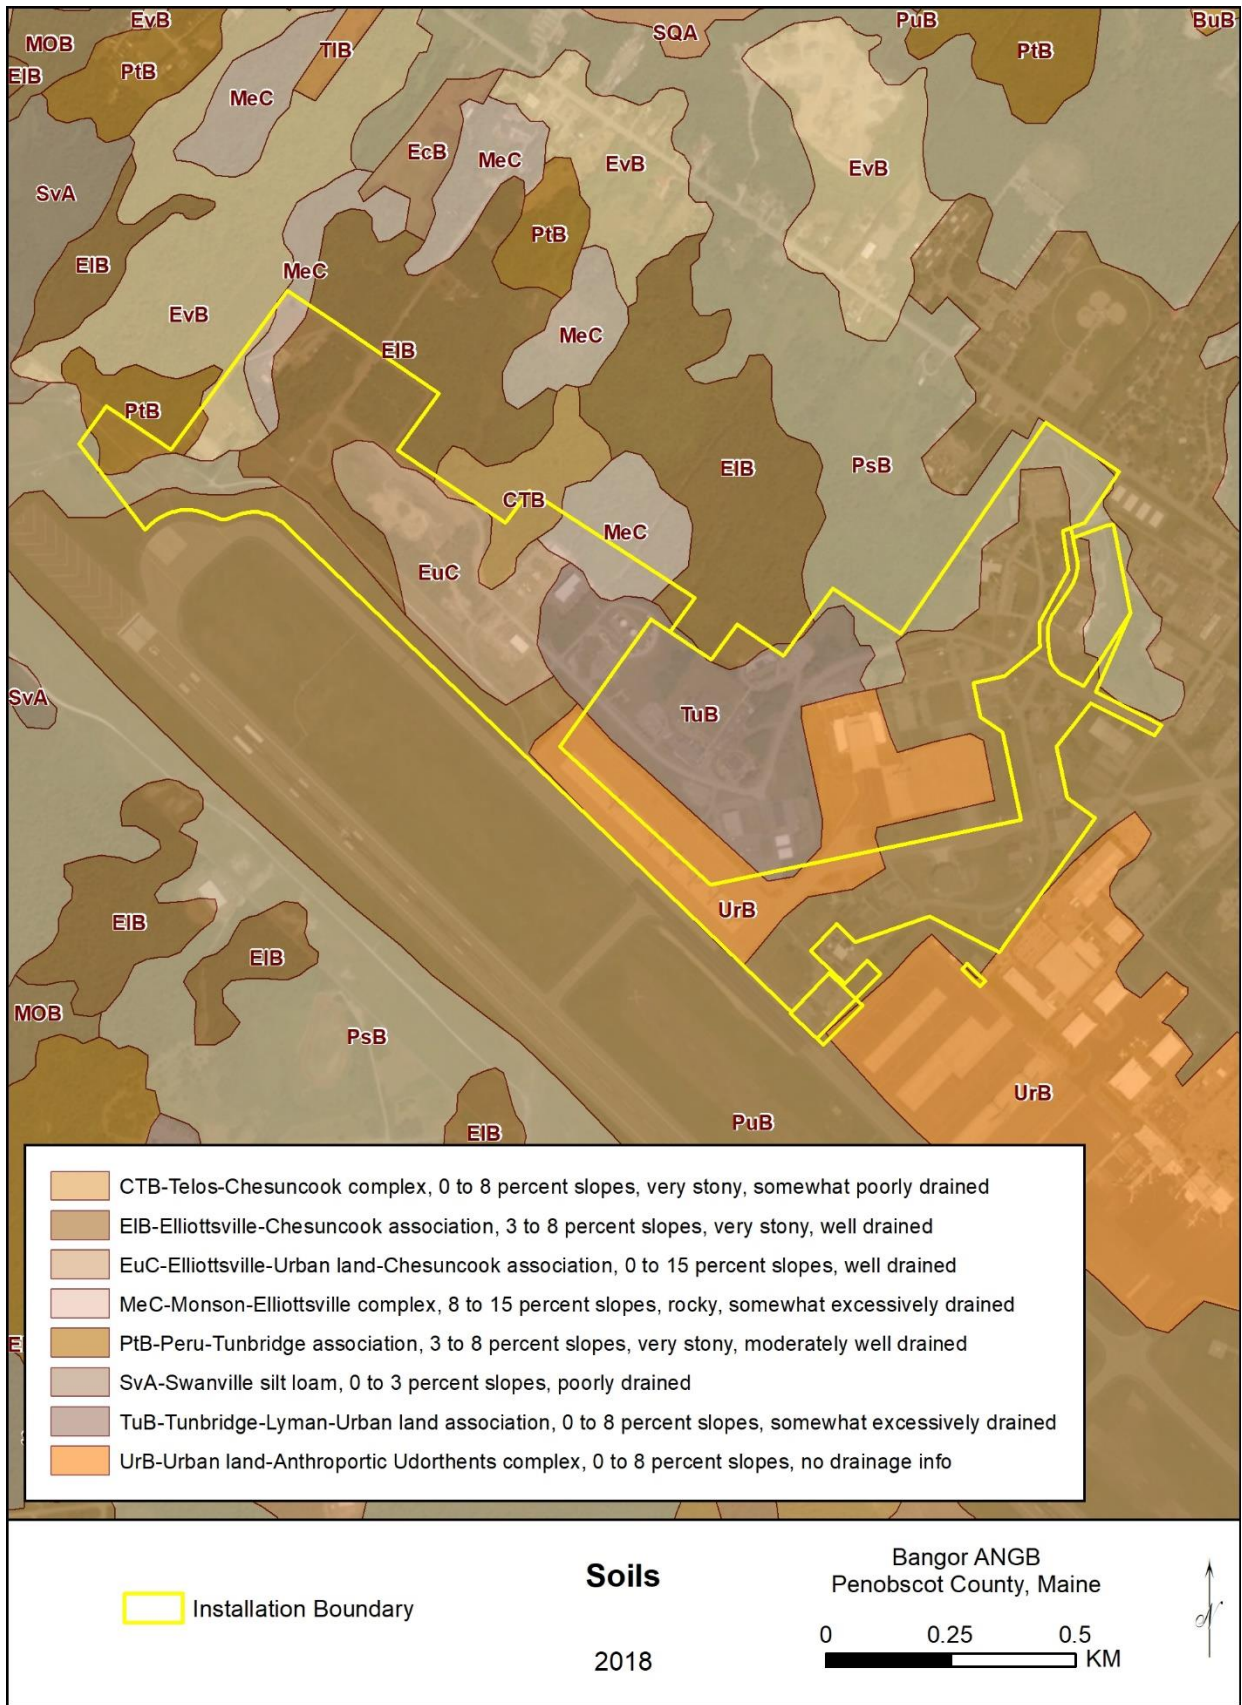 EvB
PuB
BuB
MOB
TIB
SQA
PtB
PtB
EIB
MeC
EcB
MeC
EvB
EvB
SvA
PtB
EIB
MeC
EvB
MeC
EIB
PtB
EIB
PsB
CTB
MeC
EuC
SvA
TuB
UrB
EIB
EIB
MOB
PsB
UrB
PuB
EIB
CTB-Telos-Chesuncook complex, 0 to 8 percent slopes, very stony, somewhat poorly drained
EIB-Elliottsville-Chesuncook association, 3 to 8 percent slopes, very stony, well drained
EuC-Elliottsville-Urban land-Chesuncook association, 0 to 15 percent slopes, well drained
MeC-Monson-Elliottsville complex, 8 to 15 percent slopes, rocky, somewhat excessively drained
PtB-Peru-Tunbridge association, 3 to 8 percent slopes, very stony, moderately well drained
SvA-Swanville silt loam, 0 to 3 percent slopes, poorly drained
TuB-Tunbridge-Lyman-Urban land association, 0 to 8 percent slopes, somewhat excessively drained
UrB-Urban land-Anthroportic Udorthents complex, 0 to 8 percent slopes, no drainage info
Installation Boundary
Soils
2018
Bangor ANGB
Penobscot County, Maine
0 0.25 0.5
KM
N